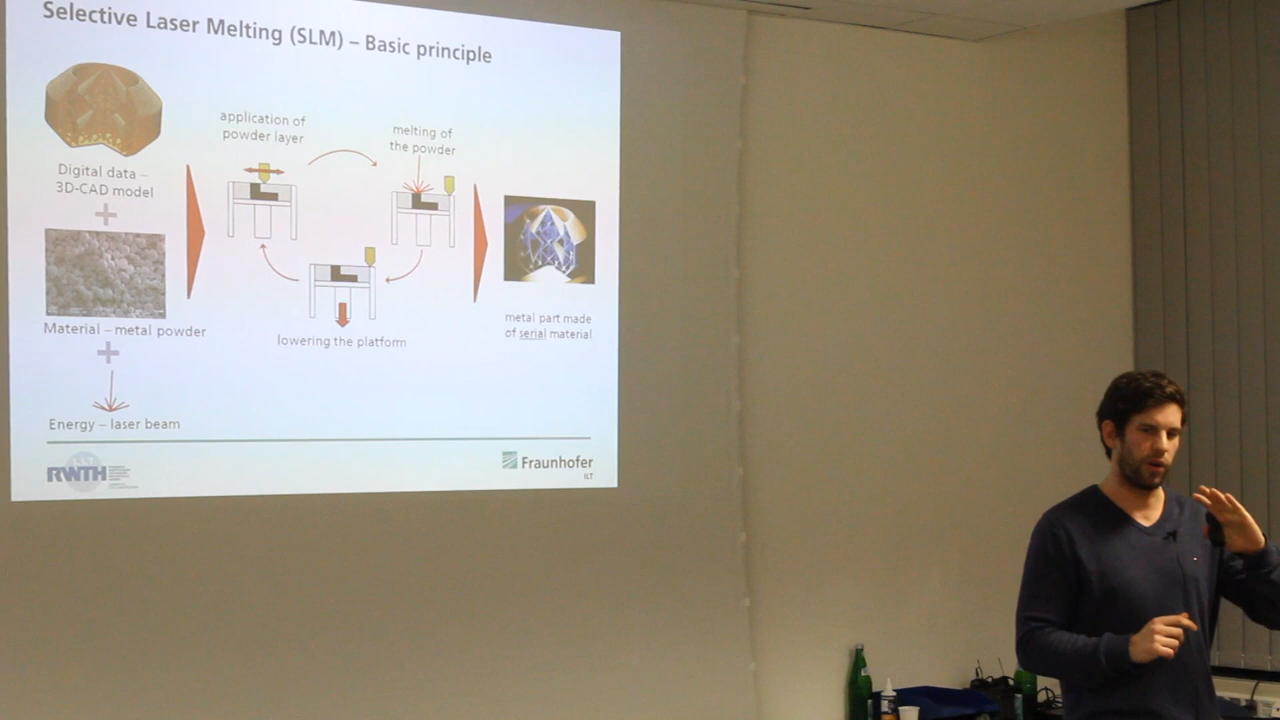 Selective Laser Melting (SLM) – Basic principle
application of
powder layer
melting of
the powder
Digital data –
3D-CAD model
+
Material – metal powder
+
Energy – laser beam
lowering the platform
metal part made
of serial material
RWTH
Fraunhofer
ILT